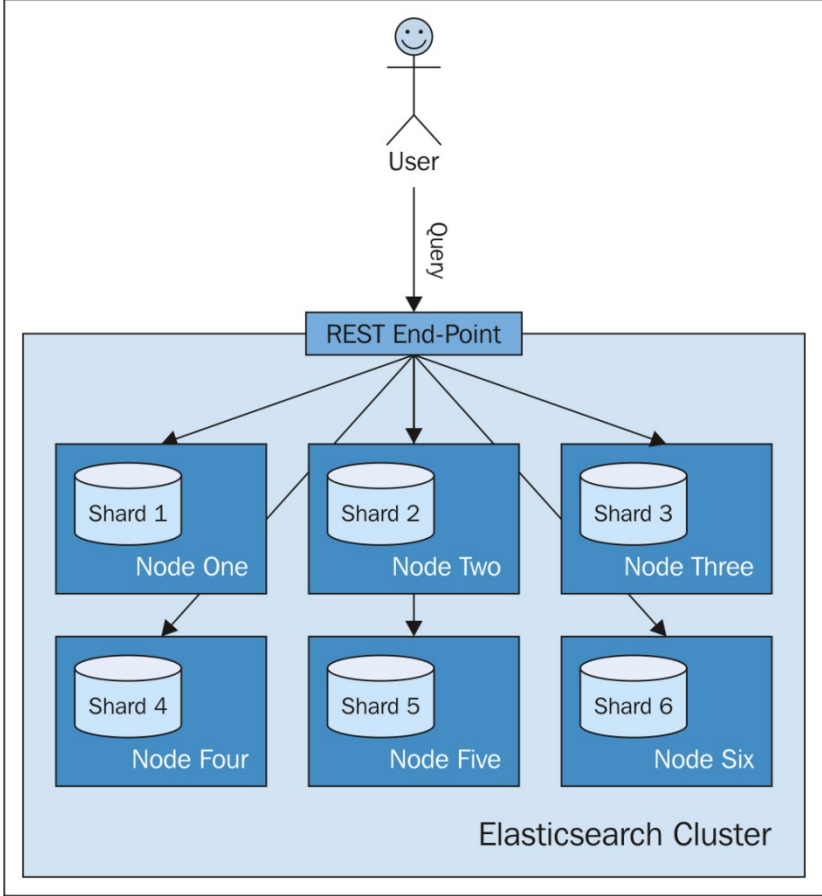 User
Query
REST End-Point
Shard 1
Node One
Shard 2
Node Two
Shard 3
Node Three
Shard 4
Node Four
Shard 5
Node Five
Shard 6
Node Six
Elasticsearch Cluster